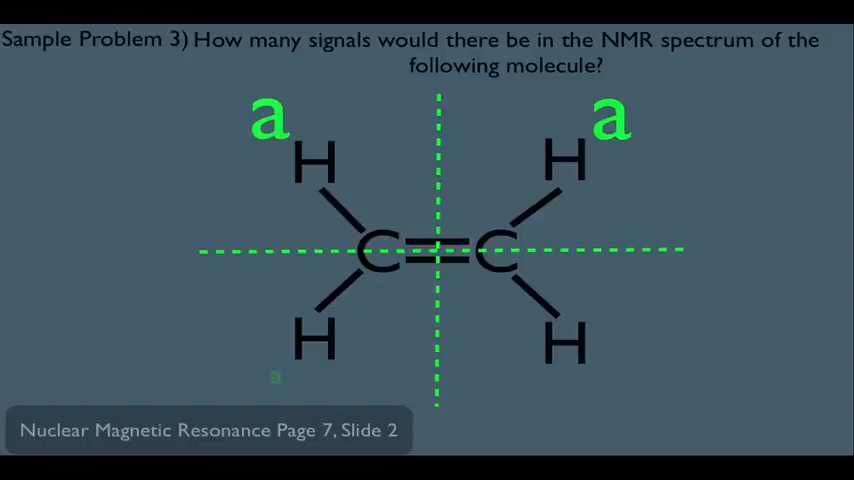 Sample Problem 3) How many signals would there be in the NMR spectrum of the
following molecule?
a a
H H
C C
H H
a
Nuclear Magnetic Resonance Page 7, Slide 2